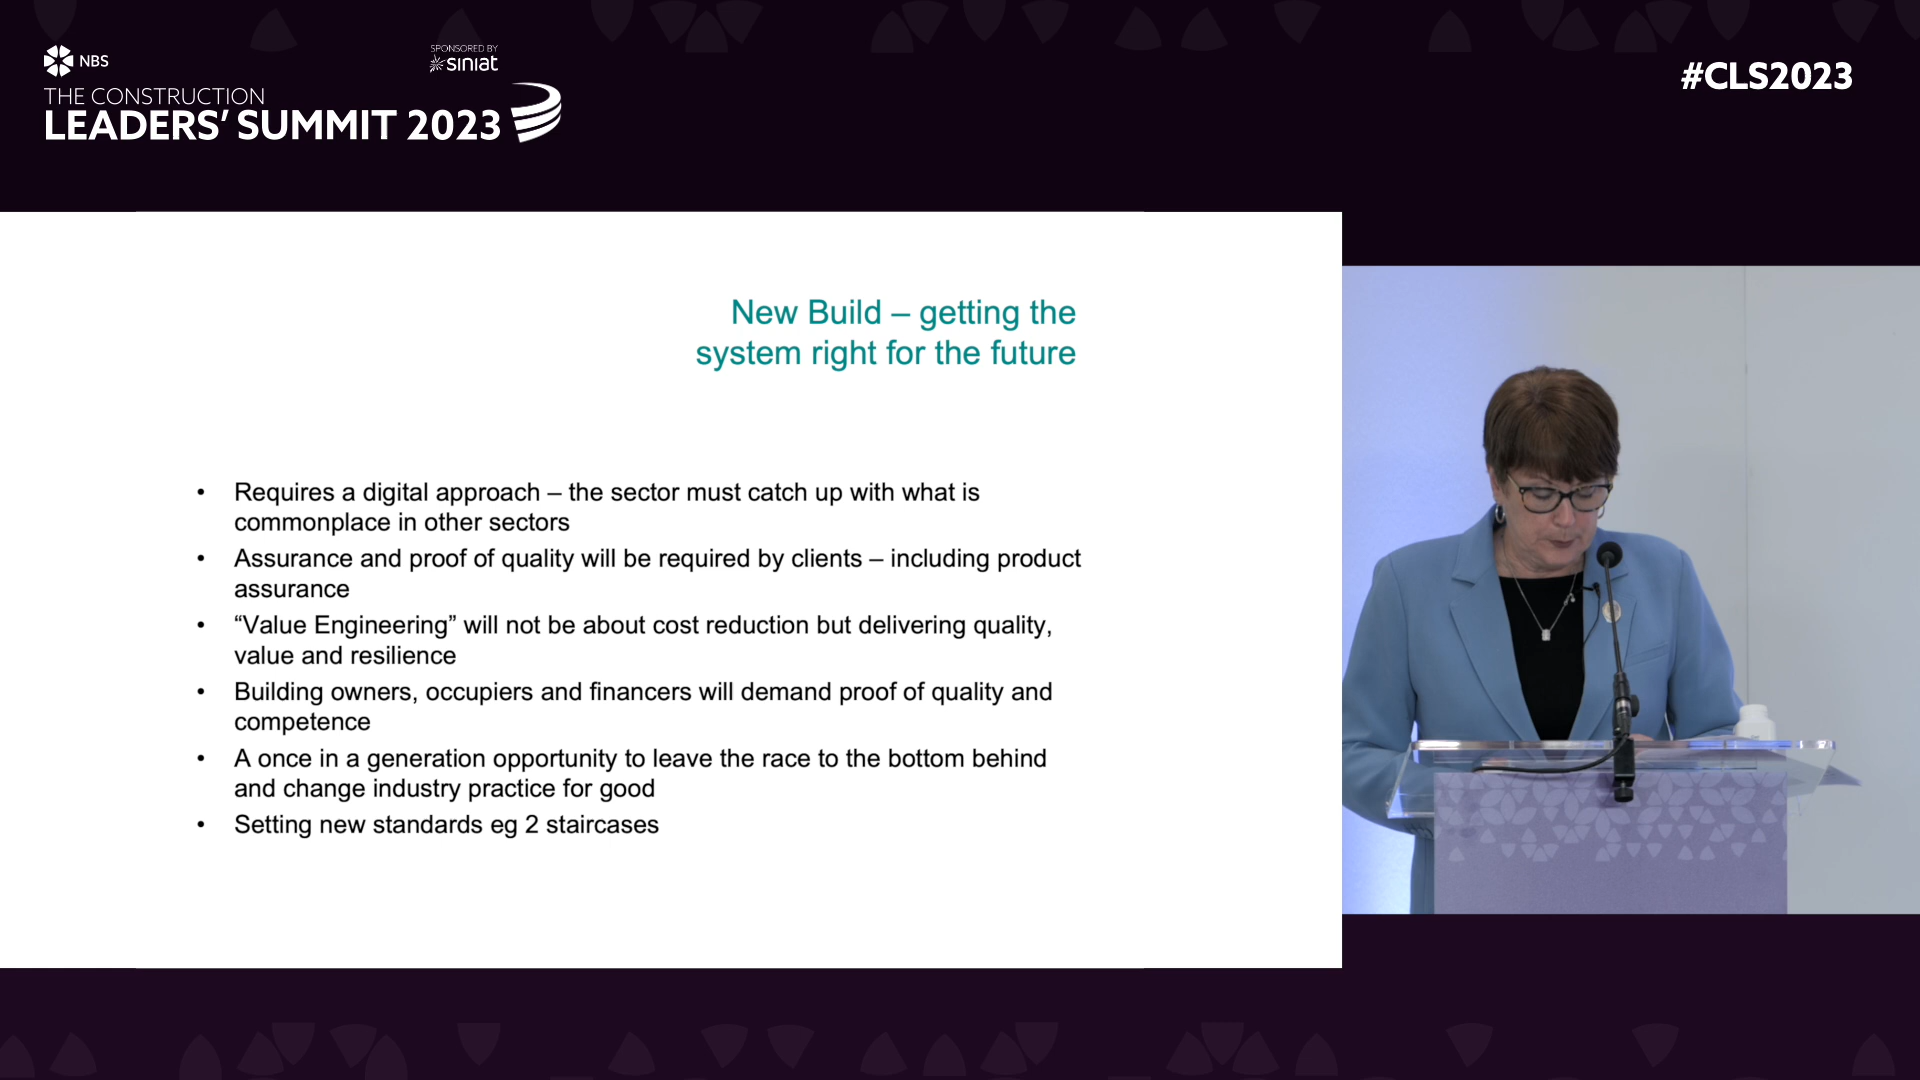 NBS
SPONSORED BY
siniat
THE CONSTRUCTION
LEADERS' SUMMIT 2023
#CLS2023
New Build – getting the
system right for the future
• Requires a digital approach – the sector must catch up with what is
commonplace in other sectors
• Assurance and proof of quality will be required by clients – including product
assurance
• “Value Engineering” will not be about cost reduction but delivering quality,
value and resilience
• Building owners, occupiers and financers will demand proof of quality and
competence
• A once in a generation opportunity to leave the race to the bottom behind
and change industry practice for good
• Setting new standards eg 2 staircases